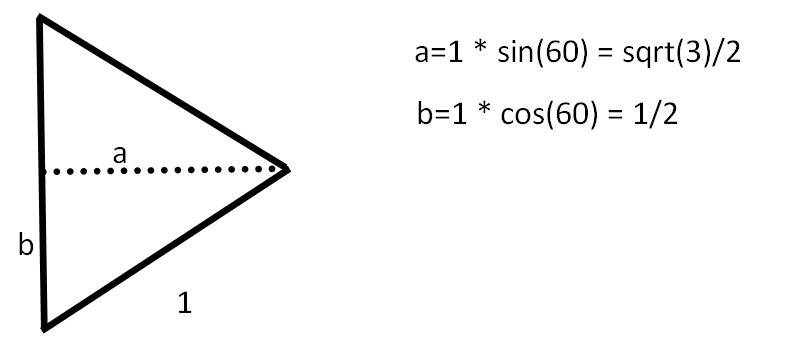 a=1 * sin(60) = sqrt(3)/2
b=1 * cos(60) = 1/2
a
b
1